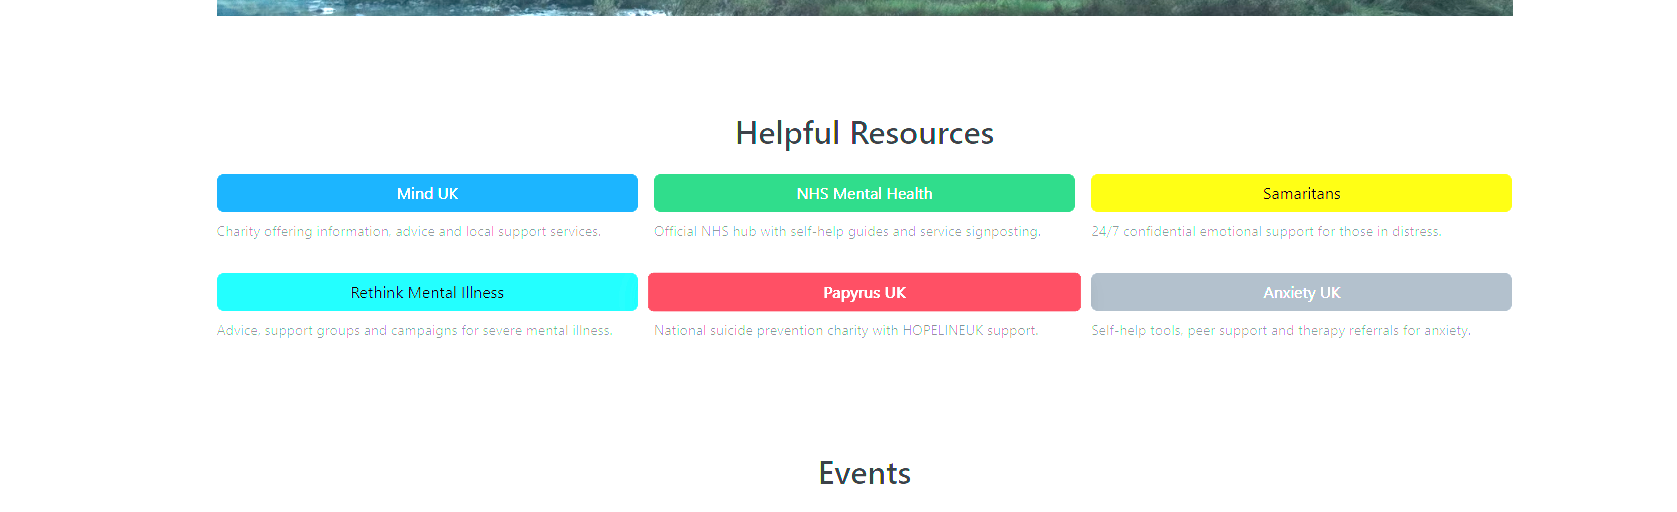 Helpful Resources
Mind UK
NHS Mental Health
Samaritans
Charity offering information, advice and local support services.
Official NHS hub with self-help guides and service signposting.
24/7 confidential emotional support for those in distress.
Rethink Mental Illness
Papyrus UK
Anxiety UK
Advice, support groups and campaigns for severe mental illness.
National suicide prevention charity with HOPELINEUK support.
Self-help tools, peer support and therapy referrals for anxiety.
Events